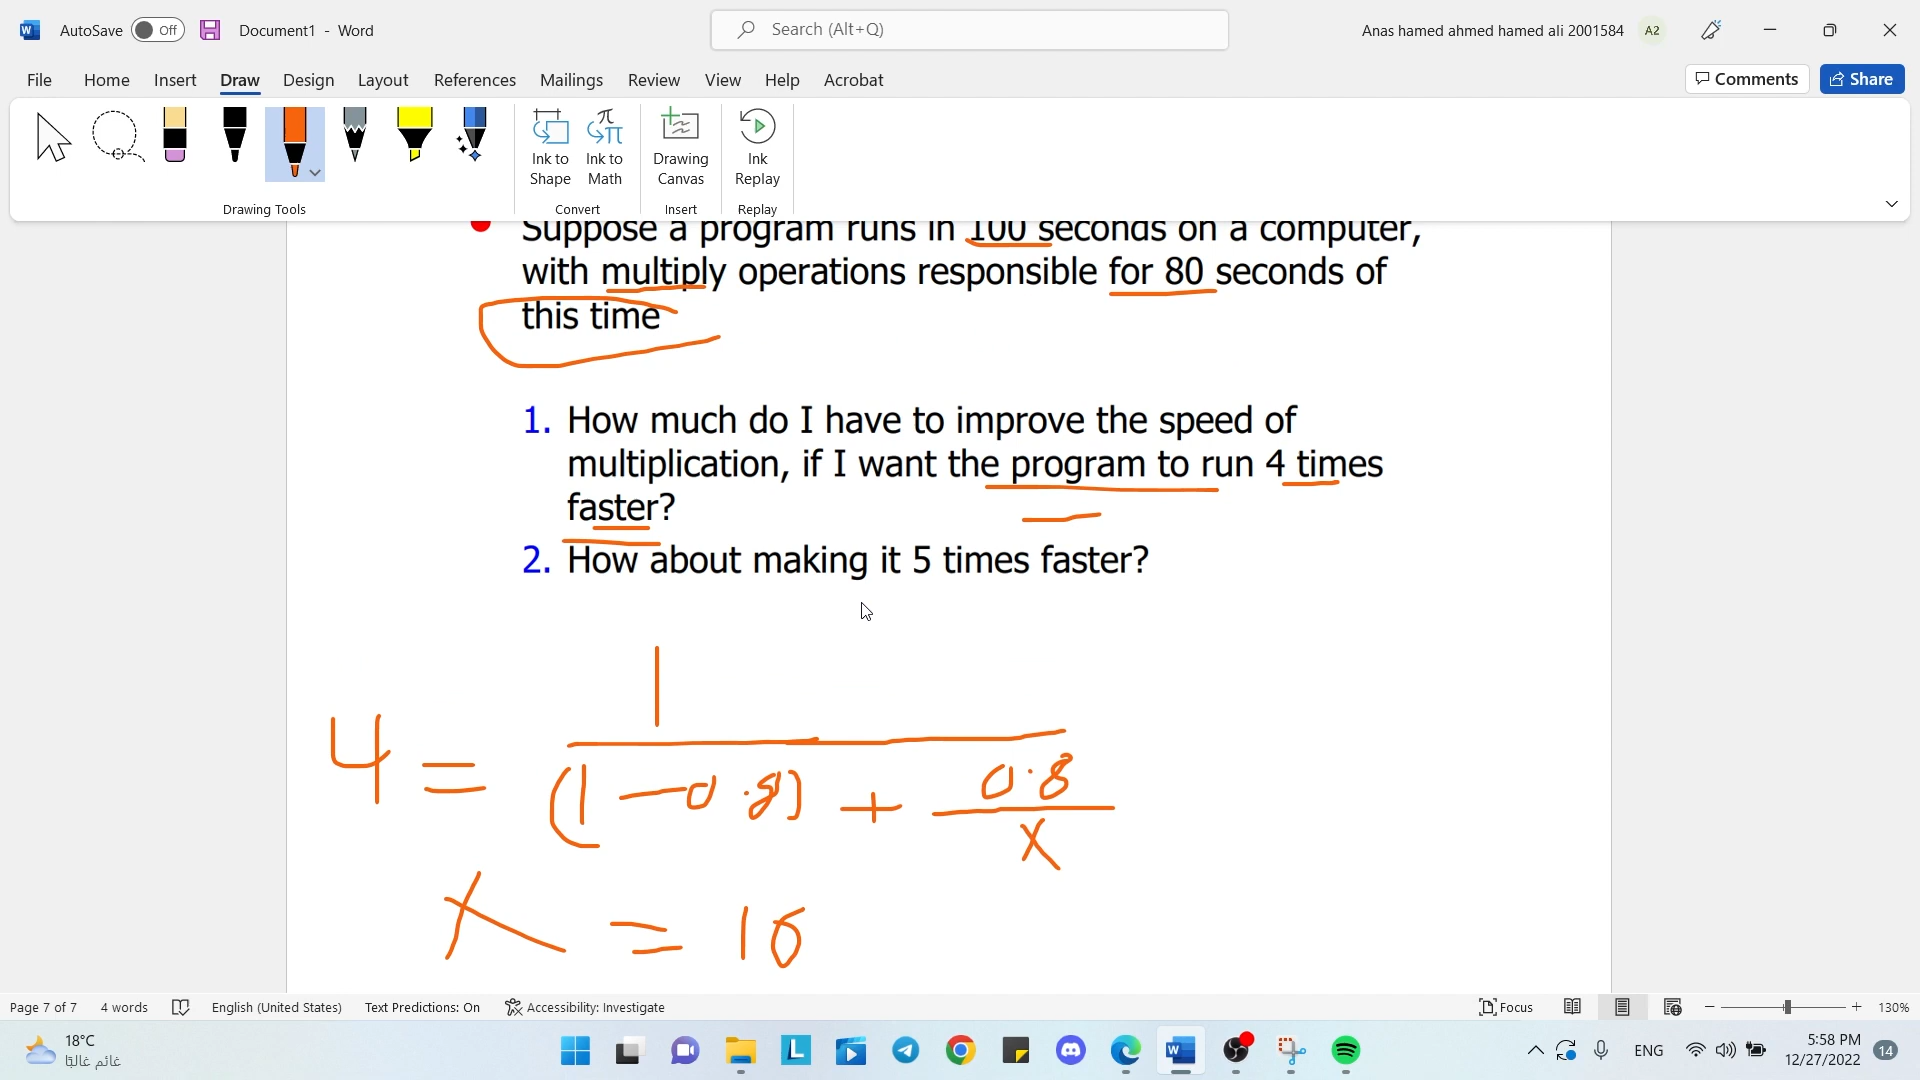 AutoSave Off Document1 - Word Search (Alt+Q) Anas hamed ahmed hamed ali 2001584 A2
File Home Insert Draw Design Layout References Mailings Review View Help Acrobat Comments Share
Ink to Shape Ink to Math Drawing Canvas Ink Replay
Drawing Tools Convert Insert Replay
Suppose a program runs in 100 seconds on a computer,
with multiply operations responsible for 80 seconds of
this time
1. How much do I have to improve the speed of
multiplication, if I want the program to run 4 times
faster?
2. How about making it 5 times faster?
1
4 = (1 - 0.8) + 0.8
x
x = 16
Page 7 of 7 4 words English (United States) Text Predictions: On Accessibility: Investigate Focus 130%
18°C
غائم غالبًا
ENG
5:58 PM
12/27/2022 14